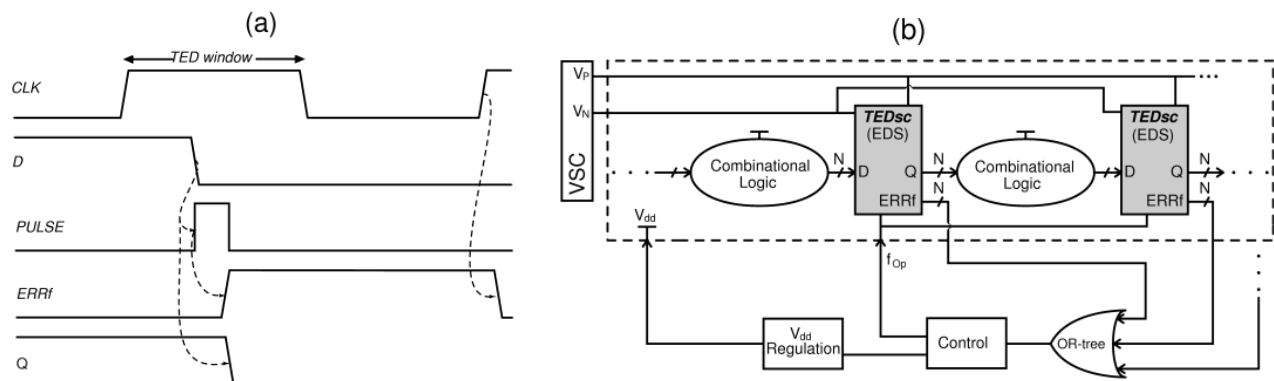 (a)
TED window
CLK
D
PULSE
ERRf
Q
(b)
VSC
VP
VN
TEDsc
(EDS)
D
Q
ERRf
N
N
N
Combinational
Logic
Combinational
Logic
TEDsc
(EDS)
D
Q
ERRf
N
N
Vdd
fOp
Vdd
Regulation
Control
OR-tree